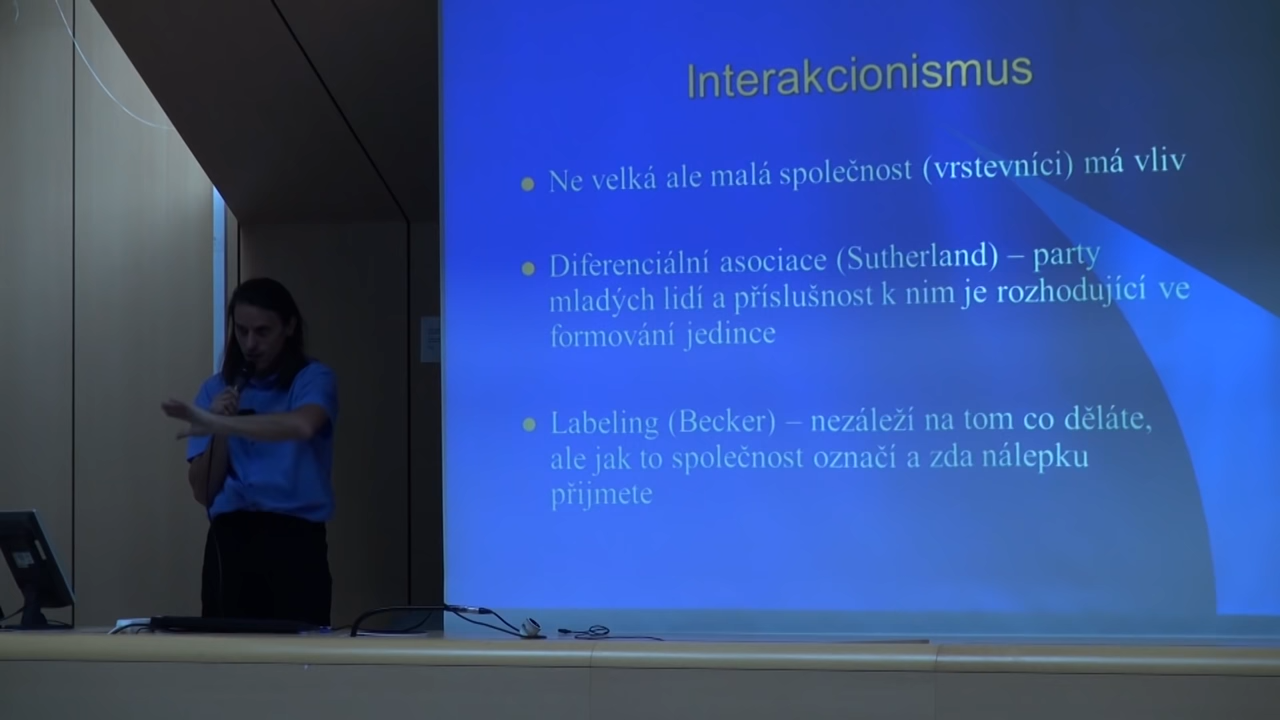 Interakcionismus
Ne velká ale malá společnost (vrstevníci) má vliv
Diferenciální asociace (Sutherland) – party
mladých lidí a příslušnost k nim je rozhodující ve
formování jedince
Labeling (Becker) – nezáleží na tom co děláte,
ale jak to společnost označí a zda nálepku
přijmete